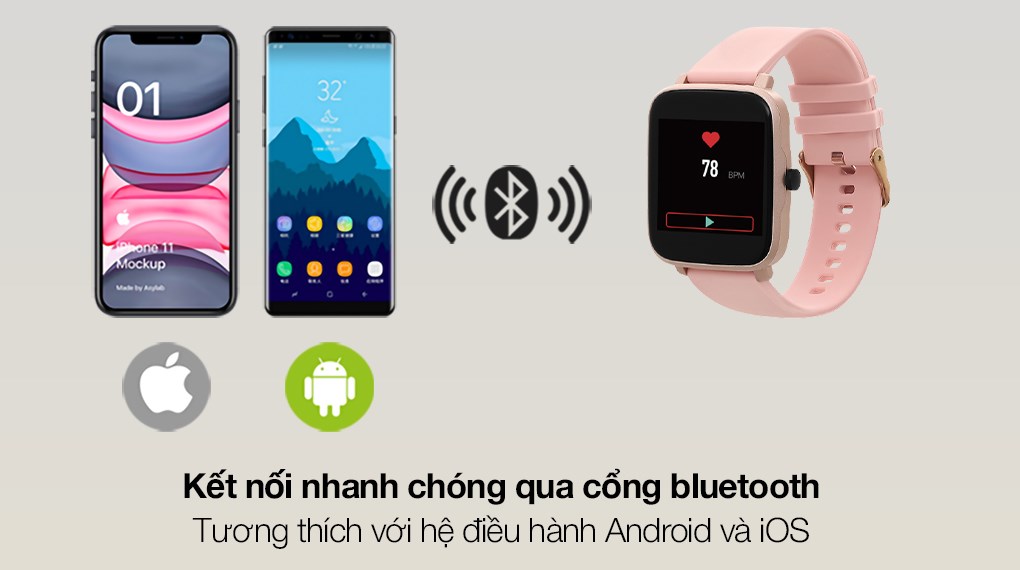 01
iPhone 11
Mockup
Made by Asylab
32°
78 BPM
Kết nối nhanh chóng qua cổng bluetooth
Tương thích với hệ điều hành Android và iOS